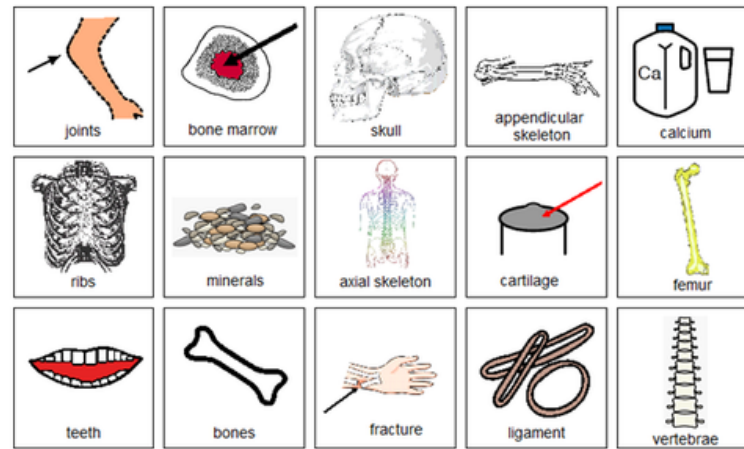 joints
bone marrow
skull
appendicular
skeleton
Ca
calcium
ribs
minerals
axial skeleton
cartilage
femur
teeth
bones
fracture
ligament
vertebrae